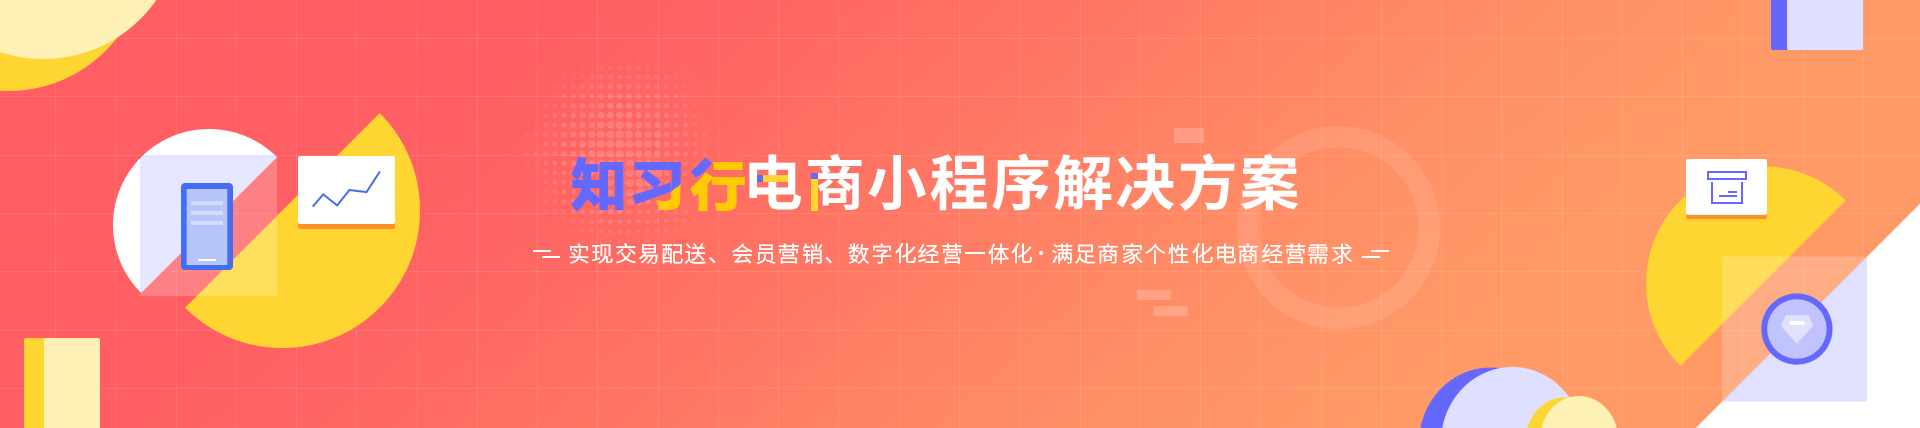 知习行电商小程序解决方案
实现交易配送、会员营销、数字化经营一体化·满足商家个性化电商经营需求